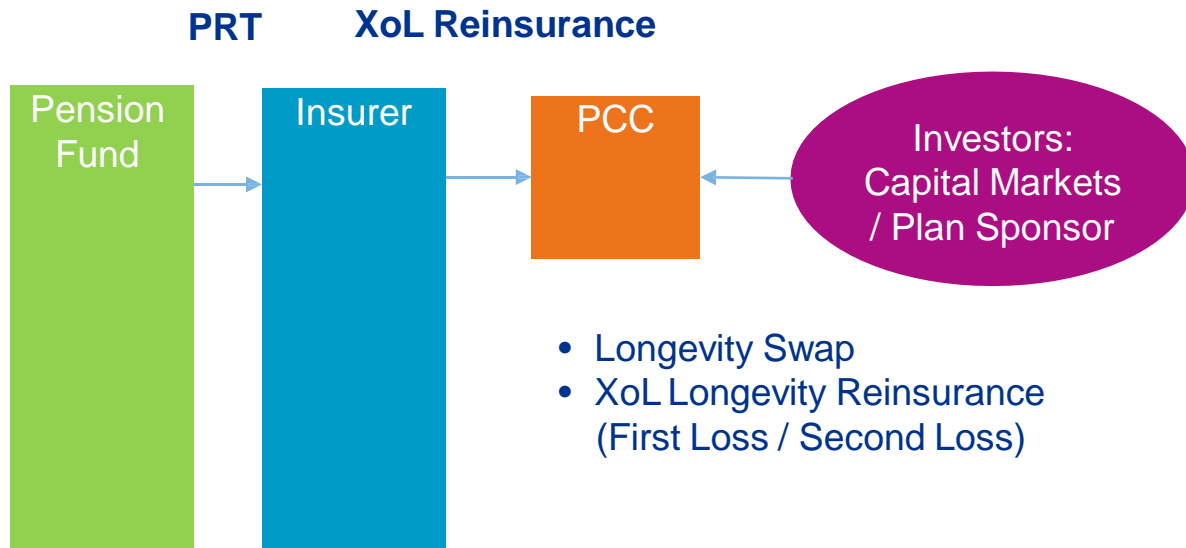 PRT
XoL Reinsurance
Pension
Fund
Insurer
PCC
Investors:
Capital Markets
/ Plan Sponsor
• Longevity Swap
• XoL Longevity Reinsurance
(First Loss / Second Loss)